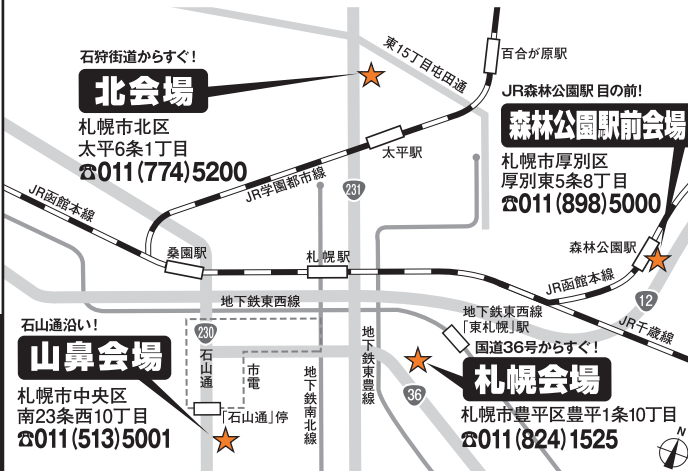 石狩街道からすぐ!
北会場
札幌市北区
太平6条1丁目
☎011(774)5200
東15丁目屯田通
百合が原駅
JR森林公園駅 目の前!
森林公園駅前会場
札幌市厚別区
厚別東5条8丁目
☎011(898)5000
太平駅
JR学園都市線
231
JR函館本線
桑園駅
札幌駅
森林公園駅
JR函館本線
12
JR千歳線
地下鉄東西線
地下鉄東西線
「東札幌」駅
石山通沿い!
山鼻会場
札幌市中央区
南23条西10丁目
☎011(513)5001
230
石山通
市電
「石山通」停
地下鉄南北線
地下鉄東豊線
36
国道36号からすぐ!
札幌会場
札幌市豊平区豊平1条10丁目
☎011(824)1525
N